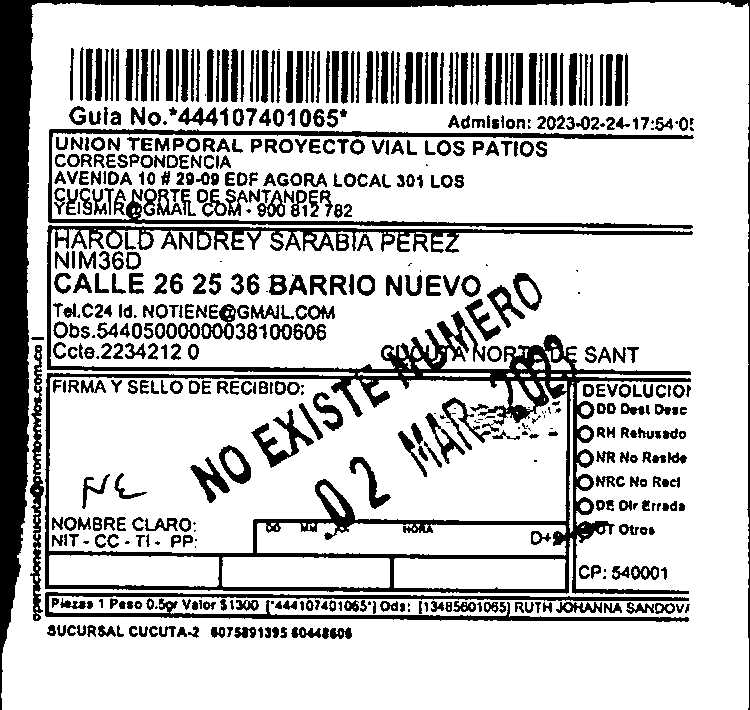 Guia No.*444107401065*
Admision: 2023-02-24-17:54:05
UNION TEMPORAL PROYECTO VIAL LOS PATIOS
CORRESPONDENCIA
AVENIDA 10 # 29-09 EDF AGORA LOCAL 301 LOS
CUCUTA NORTE DE SANTANDER
YEISMIR@GMAIL COM - 900 812 782
HAROLD ANDREY SARABIA PEREZ
NIM36D
CALLE 26 25 36 BARRIO NUEVO
Tel.C24 Id. NOTIENE@GMAIL.COM
Obs.54405000000038100606
Ccte.2234212 0
CUCUTA NORTE DE SANT
NO EXISTE NUMERO
02 MAR 2023
FIRMA Y SELLO DE RECIBIDO:
NE
NOMBRE CLARO:
NIT - CC - TI - PP:
DD MM HORA
DEVOLUCION
DD Dest Desc
RH Rehusado
NR No Reside
NRC No Recl
DE Dir Errada
OT Otros
CP: 540001
operacionescucuta@prontoenvios.com.co
Piezas 1 Peso 0.5gr Valor $1300 [*444107401065*] Ods: [13485601065] RUTH JOHANNA SANDOVA
SUCURSAL CUCUTA-2 6075891395 60448606